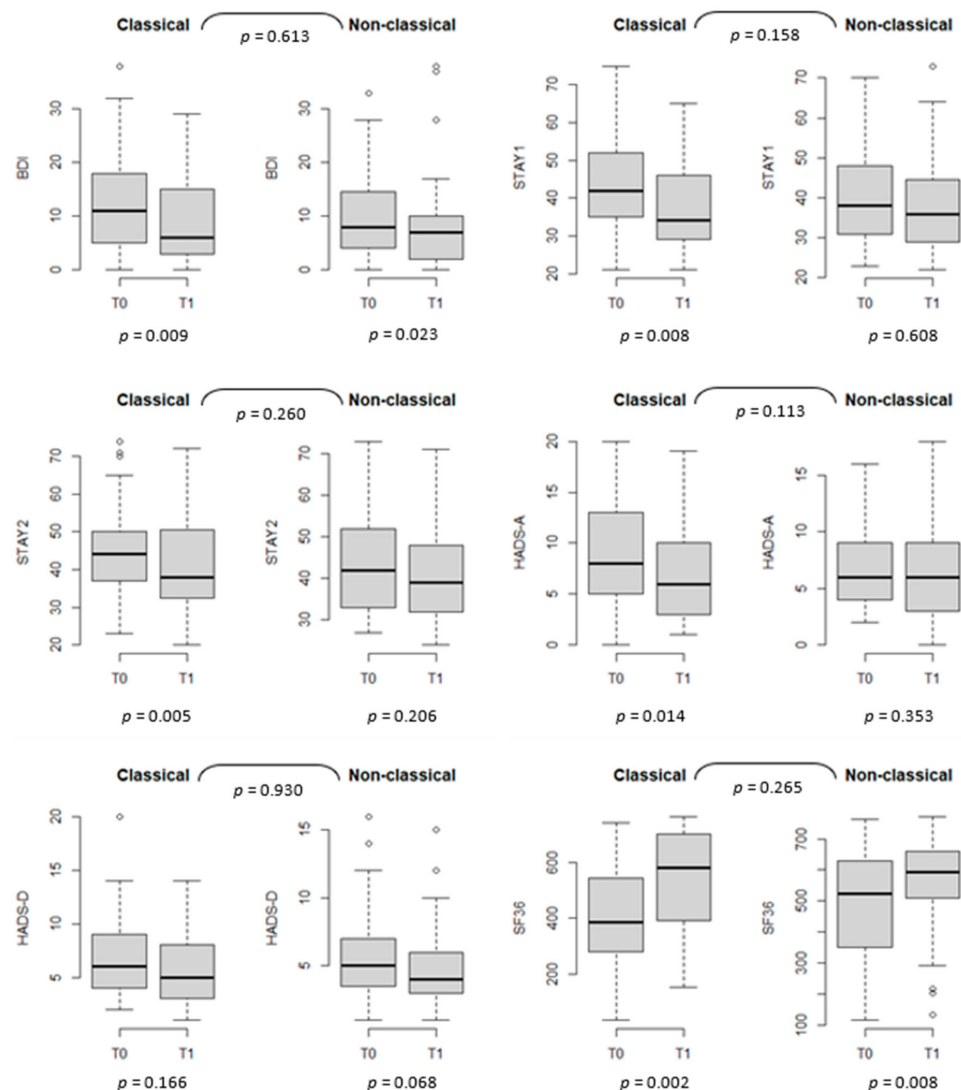 Classical Non-classical
p = 0.613
BDI
0 10 20 30
T0 T1
p = 0.009
BDI
0 10 20 30
T0 T1
p = 0.023
Classical Non-classical
p = 0.158
STAY1
20 30 40 50 60 70
T0 T1
p = 0.008
STAY1
20 30 40 50 60 70
T0 T1
p = 0.608
Classical Non-classical
p = 0.260
STAY2
20 30 40 50 60 70
T0 T1
p = 0.005
STAY2
30 40 50 60 70
T0 T1
p = 0.206
Classical Non-classical
p = 0.113
HADS-A
0 5 10 15 20
T0 T1
p = 0.014
HADS-A
0 5 10 15
T0 T1
p = 0.353
Classical Non-classical
p = 0.930
HADS-D
5 10 15 20
T0 T1
p = 0.166
HADS-D
5 10 15
T0 T1
p = 0.068
Classical Non-classical
p = 0.265
SF36
200 400 600
T0 T1
p = 0.002
SF36
100 300 500 700
T0 T1
p = 0.008